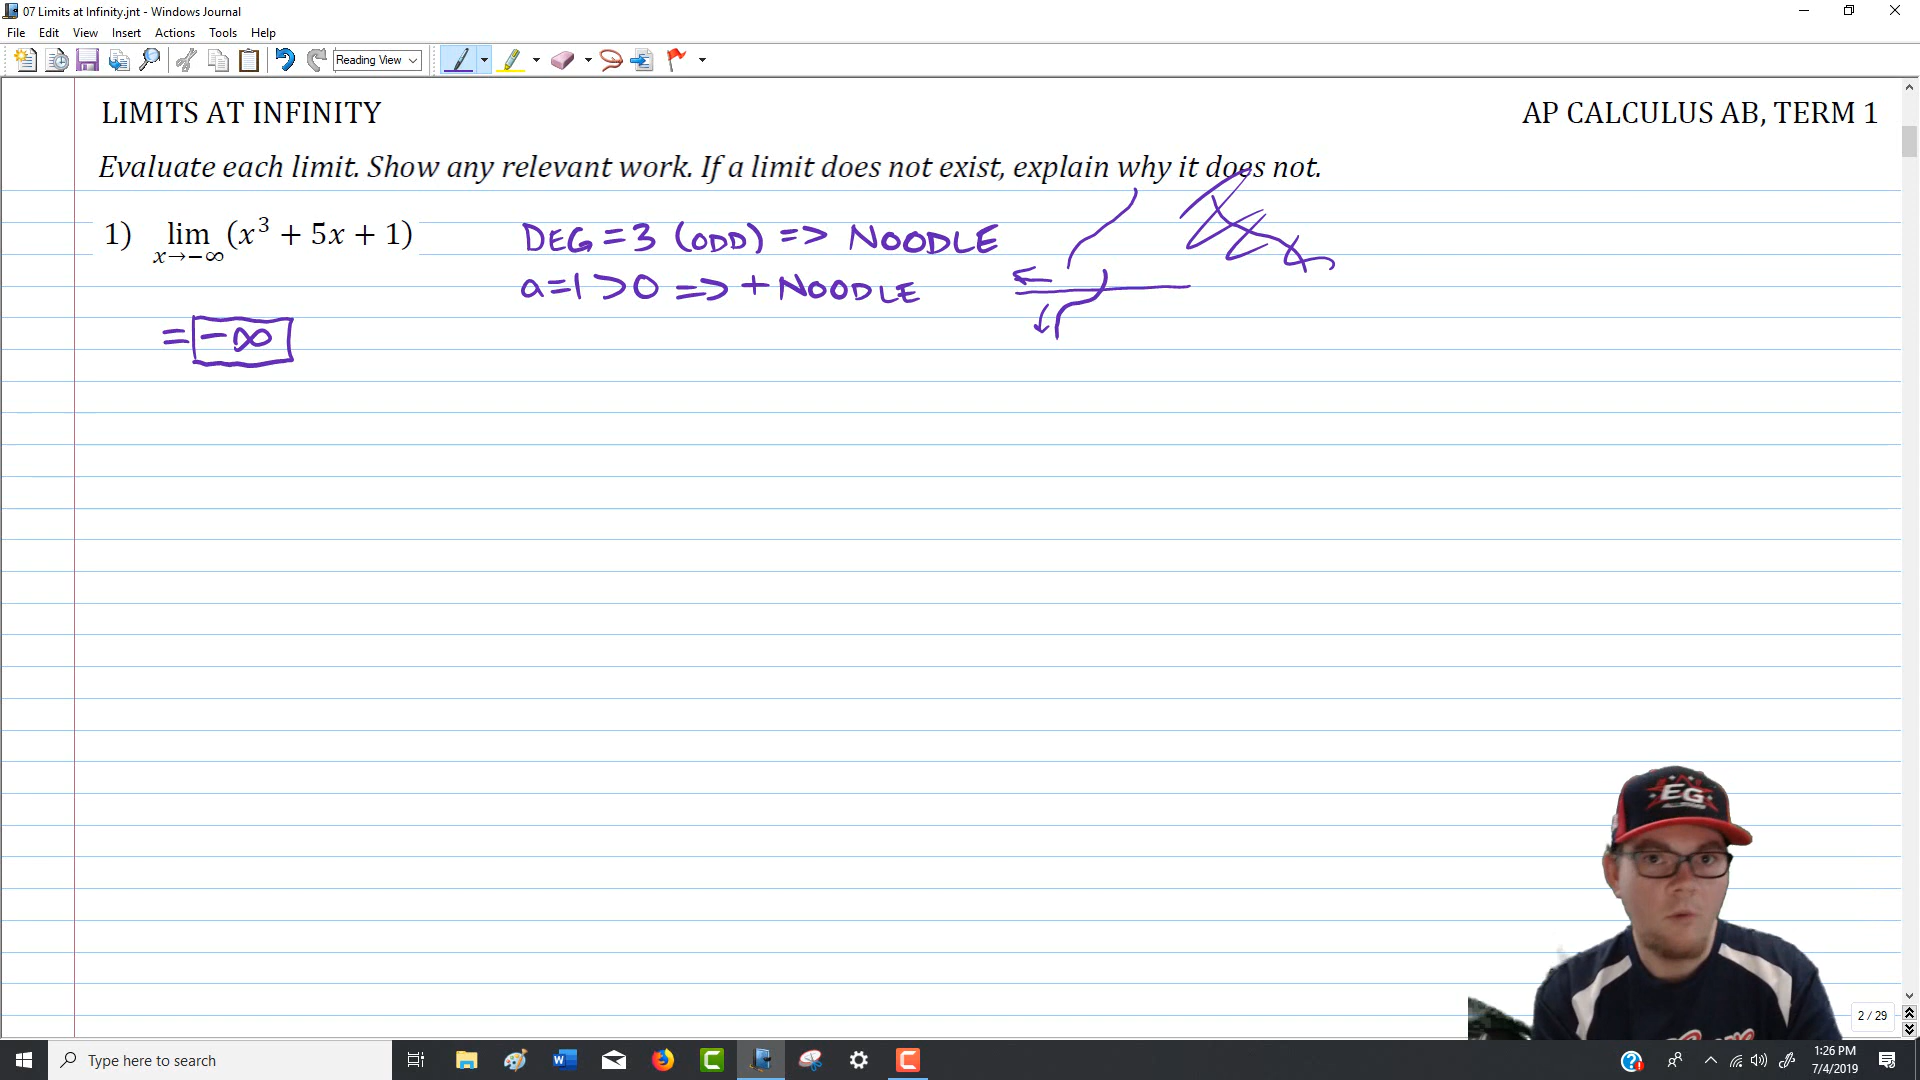 07 Limits at Infinity.jnt - Windows Journal
File Edit View Insert Actions Tools Help
Reading View
LIMITS AT INFINITY
AP CALCULUS AB, TERM 1
Evaluate each limit. Show any relevant work. If a limit does not exist, explain why it does not.
1) lim x→−∞ (x³ + 5x + 1)
DEG = 3 (ODD) => NOODLE
a=1>0 => + NOODLE
= -∞
EG
2 / 29
Type here to search
1:26 PM
7/4/2019